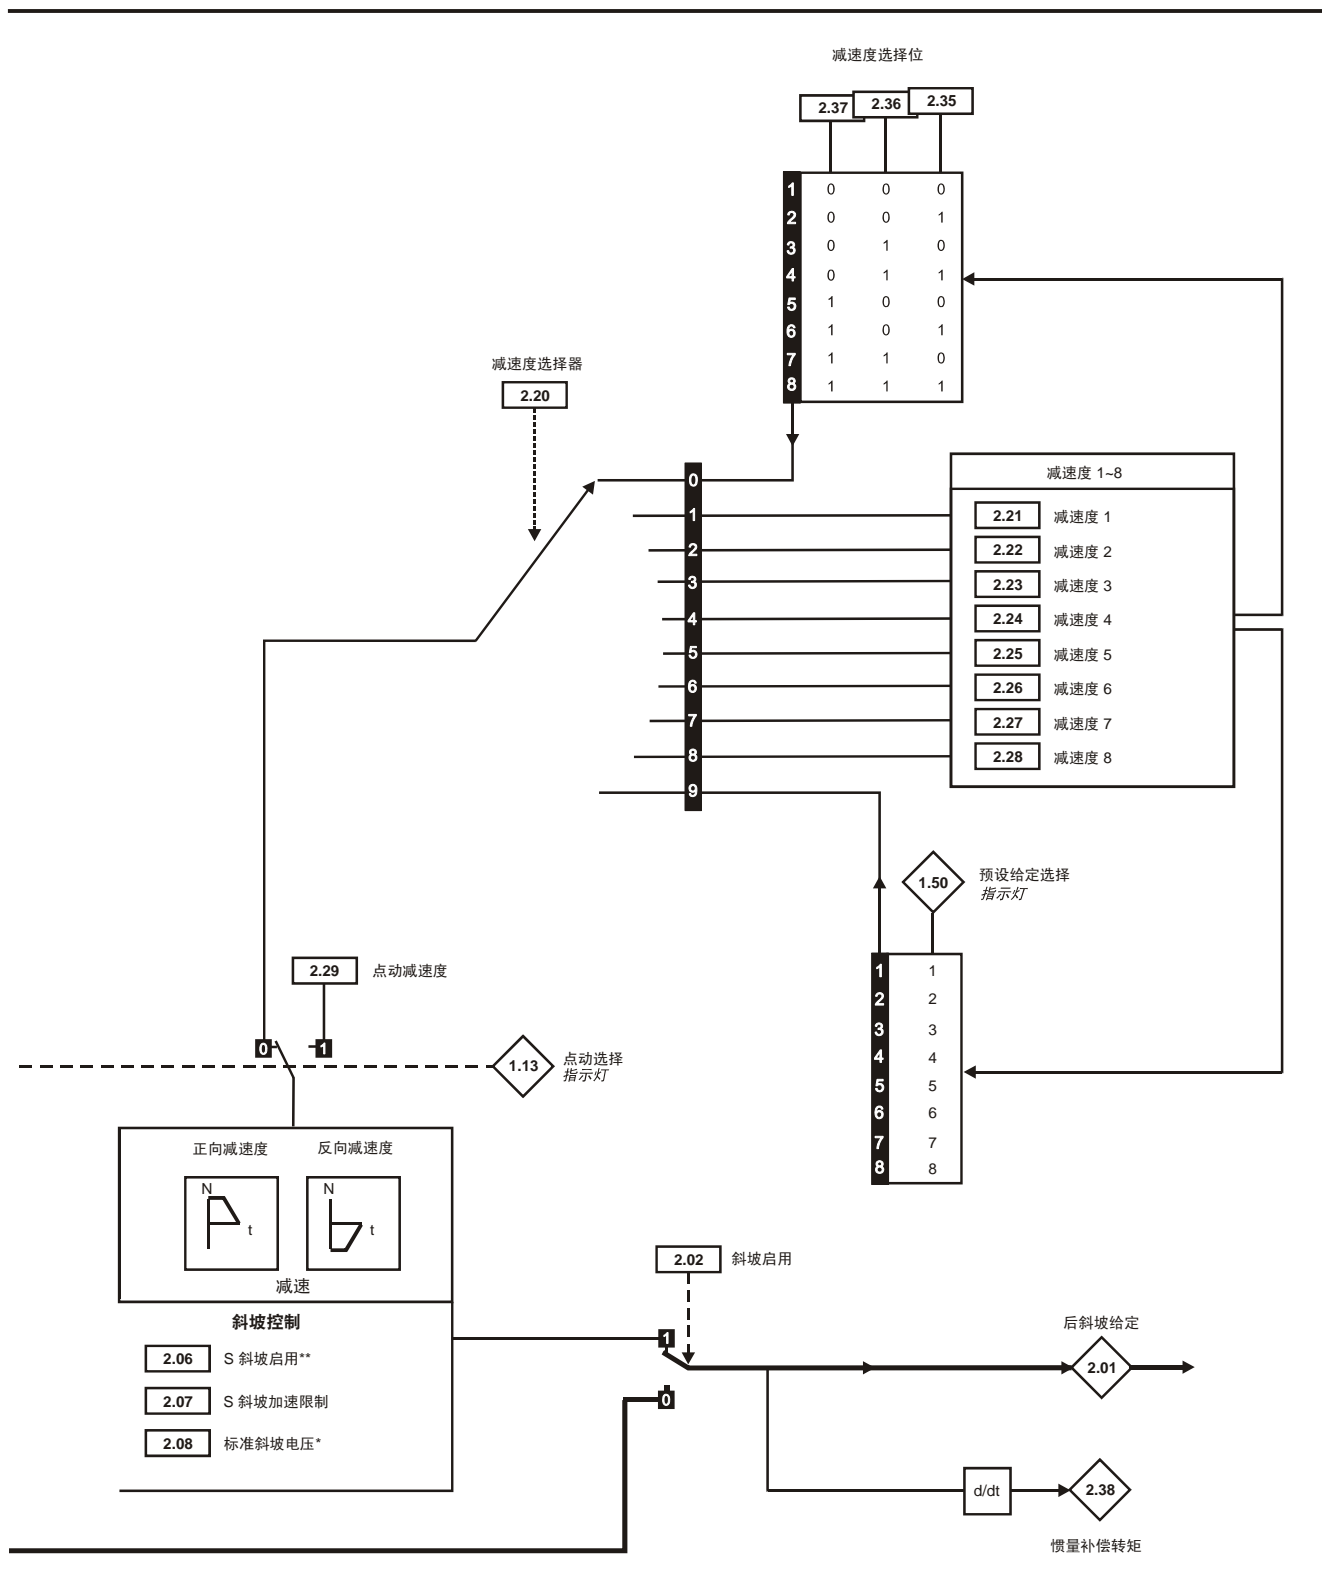 减速度选择位
2.37 2.36 2.35
1 0 0 0
2 0 0 1
3 0 1 0
4 0 1 1
5 1 0 0
6 1 0 1
7 1 1 0
8 1 1 1
减速度选择器
2.20
0
1
2
3
4
5
6
7
8
9
减速度 1~8
2.21 减速度 1
2.22 减速度 2
2.23 减速度 3
2.24 减速度 4
2.25 减速度 5
2.26 减速度 6
2.27 减速度 7
2.28 减速度 8
1.50 预设给定选择
指示灯
1 1
2 2
3 3
4 4
5 5
6 6
7 7
8 8
2.29 点动减速度
0 1
1.13 点动选择
指示灯
正向减速度 反向减速度
N t N t
减速
斜坡控制
2.06 S 斜坡启用**
2.07 S 斜坡加速限制
2.08 标准斜坡电压*
2.02 斜坡启用
1
0
后斜坡给定
2.01
d/dt 2.38
惯量补偿转矩